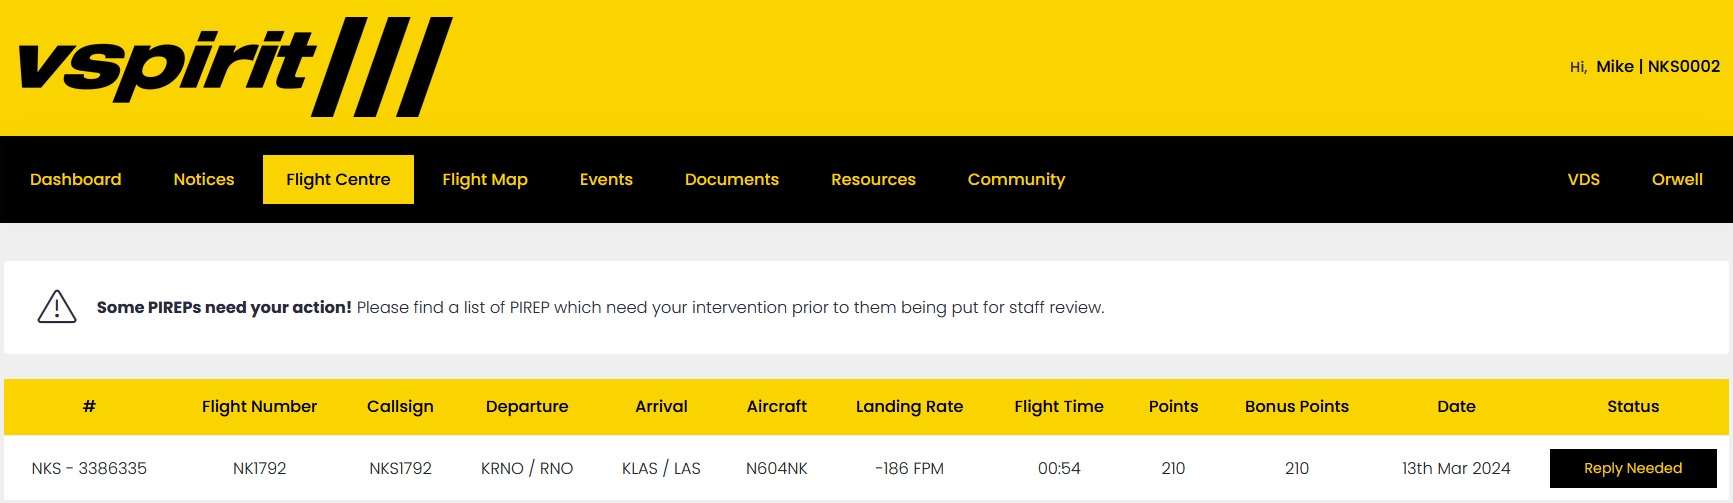 vspirit
Hi, Mike | NKS0002
Dashboard Notices Flight Centre Flight Map Events Documents Resources Community VDS Orwell
Some PIREPs need your action! Please find a list of PIREP which need your intervention prior to them being put for staff review.
# Flight Number Callsign Departure Arrival Aircraft Landing Rate Flight Time Points Bonus Points Date Status
NKS - 3386335 NK1792 NKS1792 KRNO / RNO KLAS / LAS N604NK -186 FPM 00:54 210 210 13th Mar 2024 Reply Needed